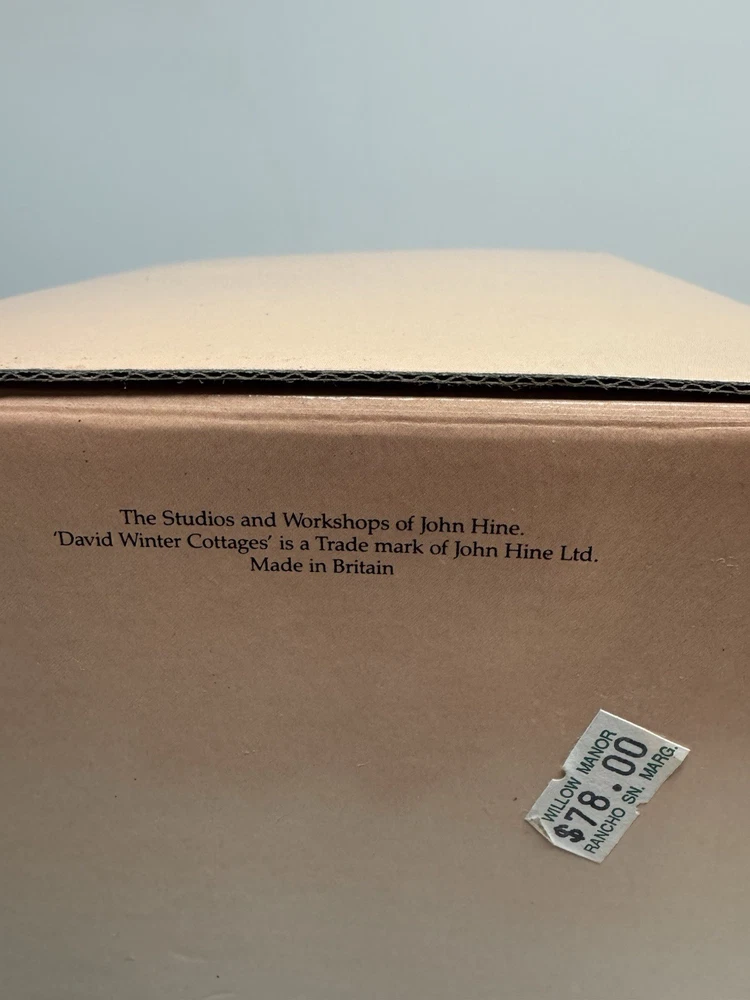 The Studios and Workshops of John Hine.
'David Winter Cottages' is a Trade mark of John Hine Ltd.
Made in Britain
WILLOW MANOR
$78.00
RANCHO SN. MARG.